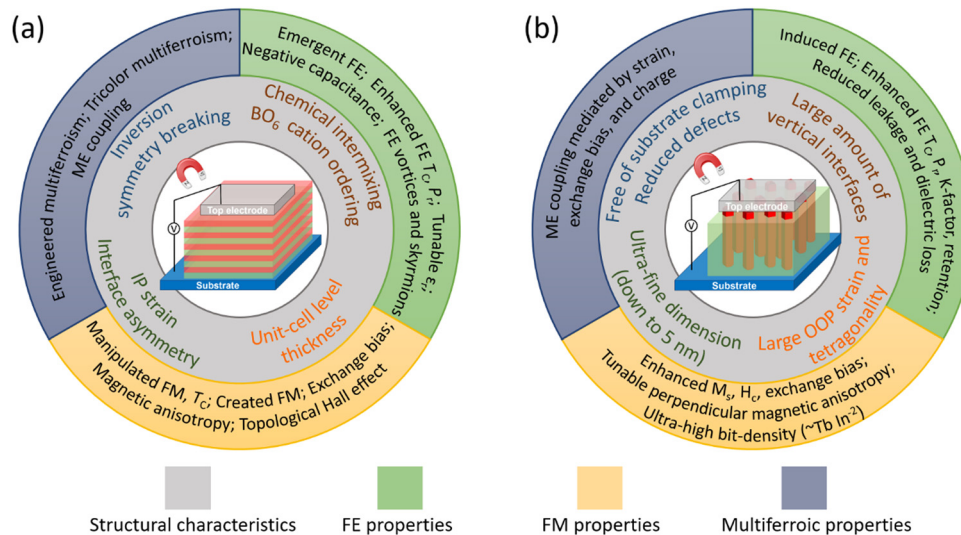 (a)
Engineered multiferroism; Tricolor multiferroism;
ME coupling
Emergent FE; Enhanced FE T_C, P_r; Tunable ε_r;
Negative capacitance; FE vortices and skyrmions
Manipulated FM, T_C; Created FM; Exchange bias;
Magnetic anisotropy; Topological Hall effect
Inversion
symmetry breaking
Chemical intermixing
BO₆ cation ordering
IP strain
Interface asymmetry
Unit-cell level
thickness
Top electrode
V
Substrate
(b)
ME coupling mediated by strain,
exchange bias, and charge
Induced FE; Enhanced FE T_C, P_r, K-factor, retention;
Reduced leakage and dielectric loss
Enhanced Mₛ, H_c, exchange bias;
Tunable perpendicular magnetic anisotropy;
Ultra-high bit-density (~Tb In⁻²)
Free of substrate clamping
Reduced defects
Large amount of
vertical interfaces
Ultra-fine dimension
(down to 5 nm)
Large OOP strain and
tetragonality
Top electrode
V
Substrate
Structural characteristics
FE properties
FM properties
Multiferroic properties